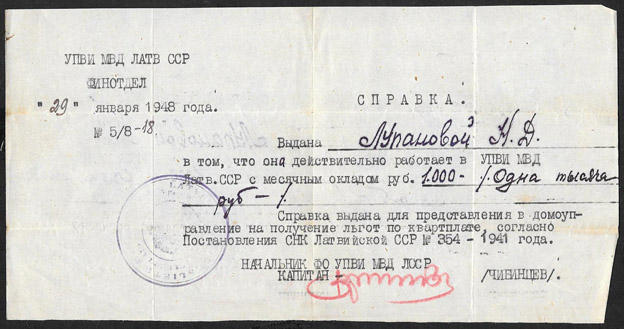 УПВИ МВД ЛАТВ ССР
ФИНОТДЕЛ
"29" января 1948 года.
№ 5/8-18
СПРАВКА.
Выдана Лупановой Н. Д.
в том, что она действительно работает в УПВИ МВД
Латв.ССР с месячным окладом руб. 1.000- /Одна тысяча
руб - /.
Справка выдана для представления в домоуп-
равление на получение льгот по квартплате, согласно
Постановления СНК Латвийской ССР № 354 - 1941 года.
НАЧАЛЬНИК ФО УПВИ МВД ЛССР
КАПИТАН - /ЧИБИНЦЕВ/.